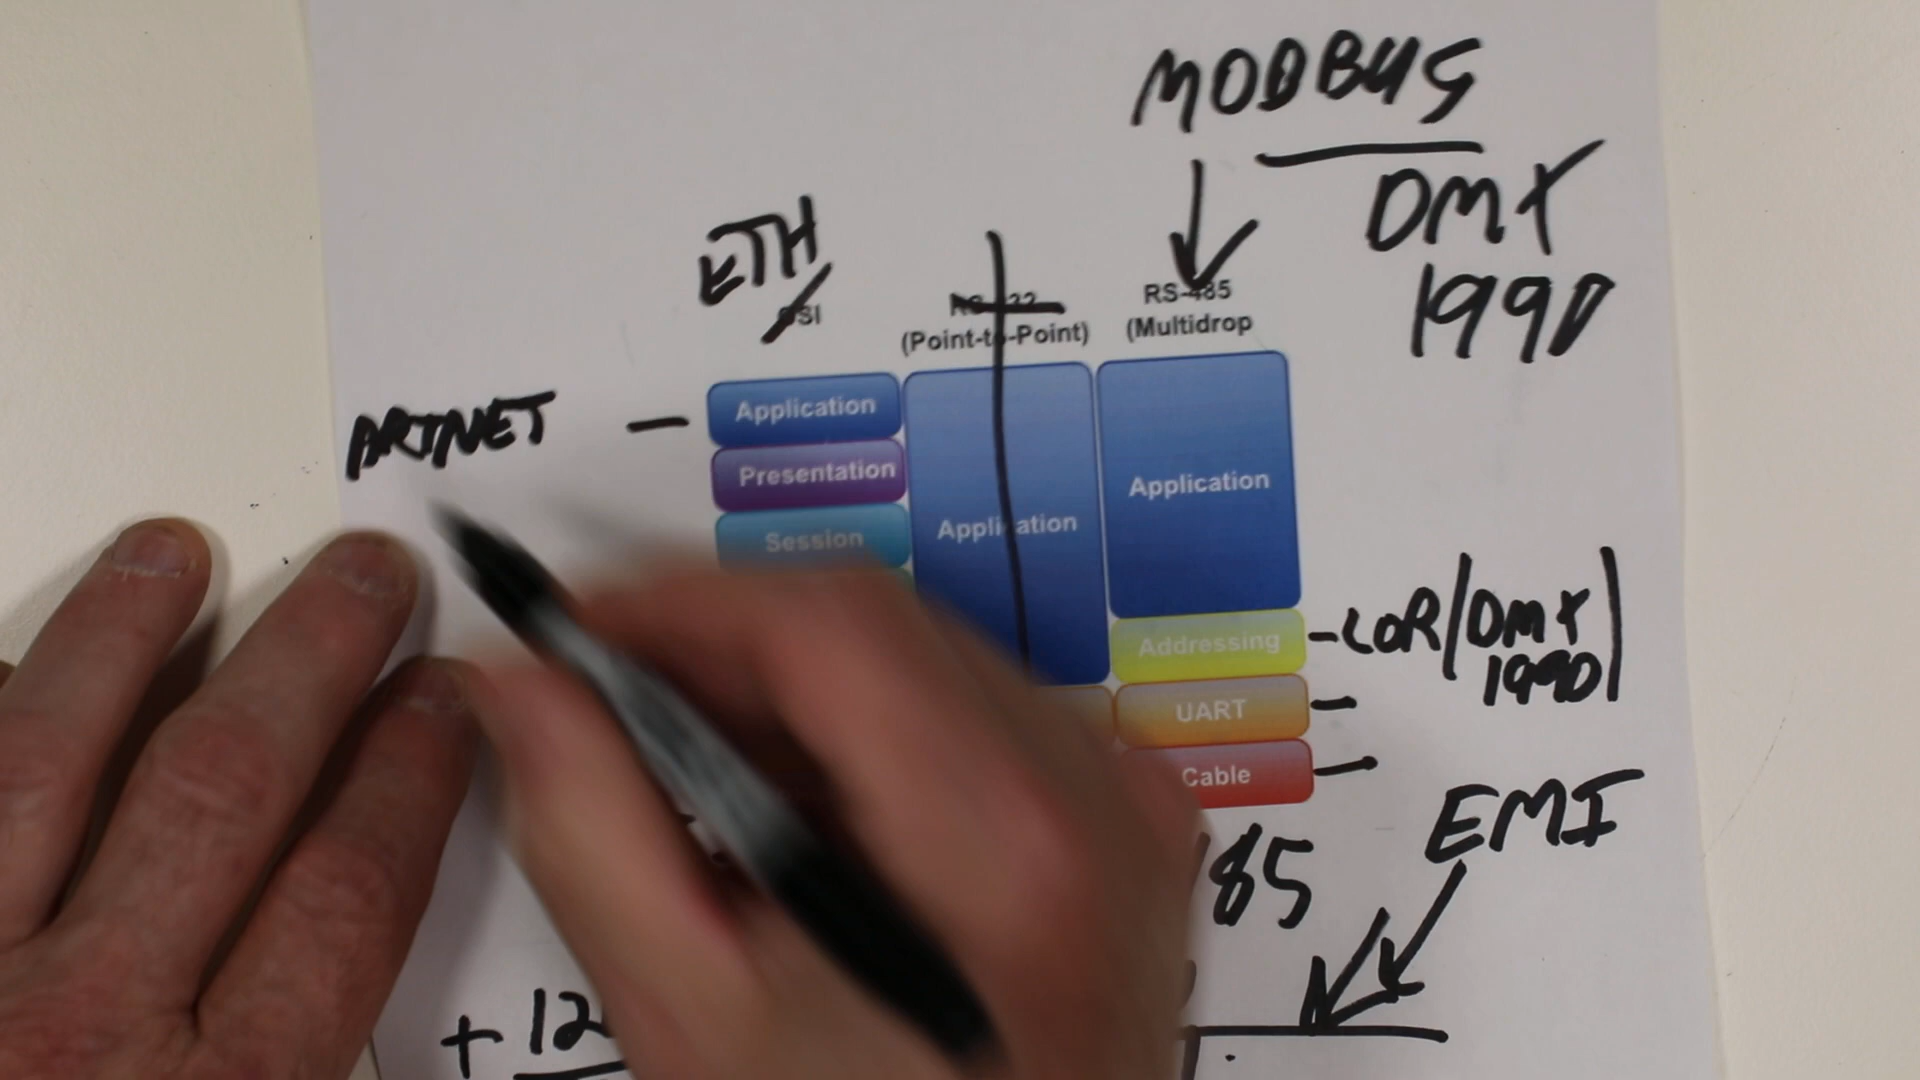 MODBUS
DMX
1990
ETH
OSI
(Point-to-Point)
RS-485
(Multidrop
ARTNET -
Application
Presentation
Session
Application
Application
Addressing
- LOR/DMX
1990
UART -
Cable -
EMI
85
+ 12